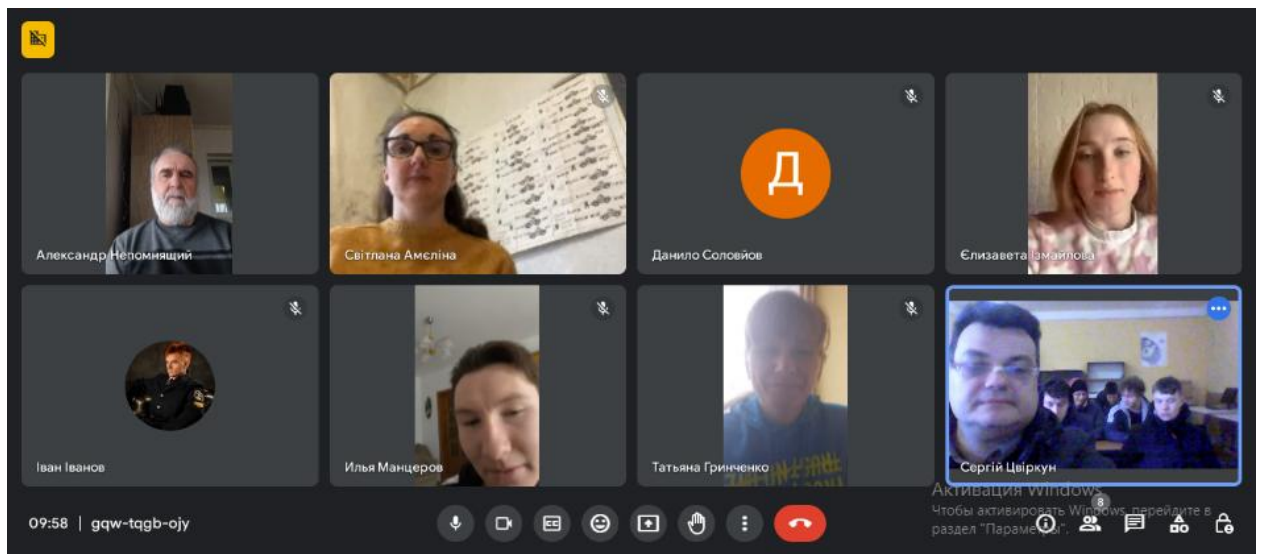 Александр Непомнящий
Світлана Амєліна
Д
Данило Соловйов
Єлизавета Ізмайлова
Іван Іванов
Илья Манцеров
Татьяна Гринченко
Сергій Цвіркун
Активация Windows
Чтобы активировать Windows, перейдите в
раздел "Параметры".
8
09:58 | gqw-tqgb-ojy
CC